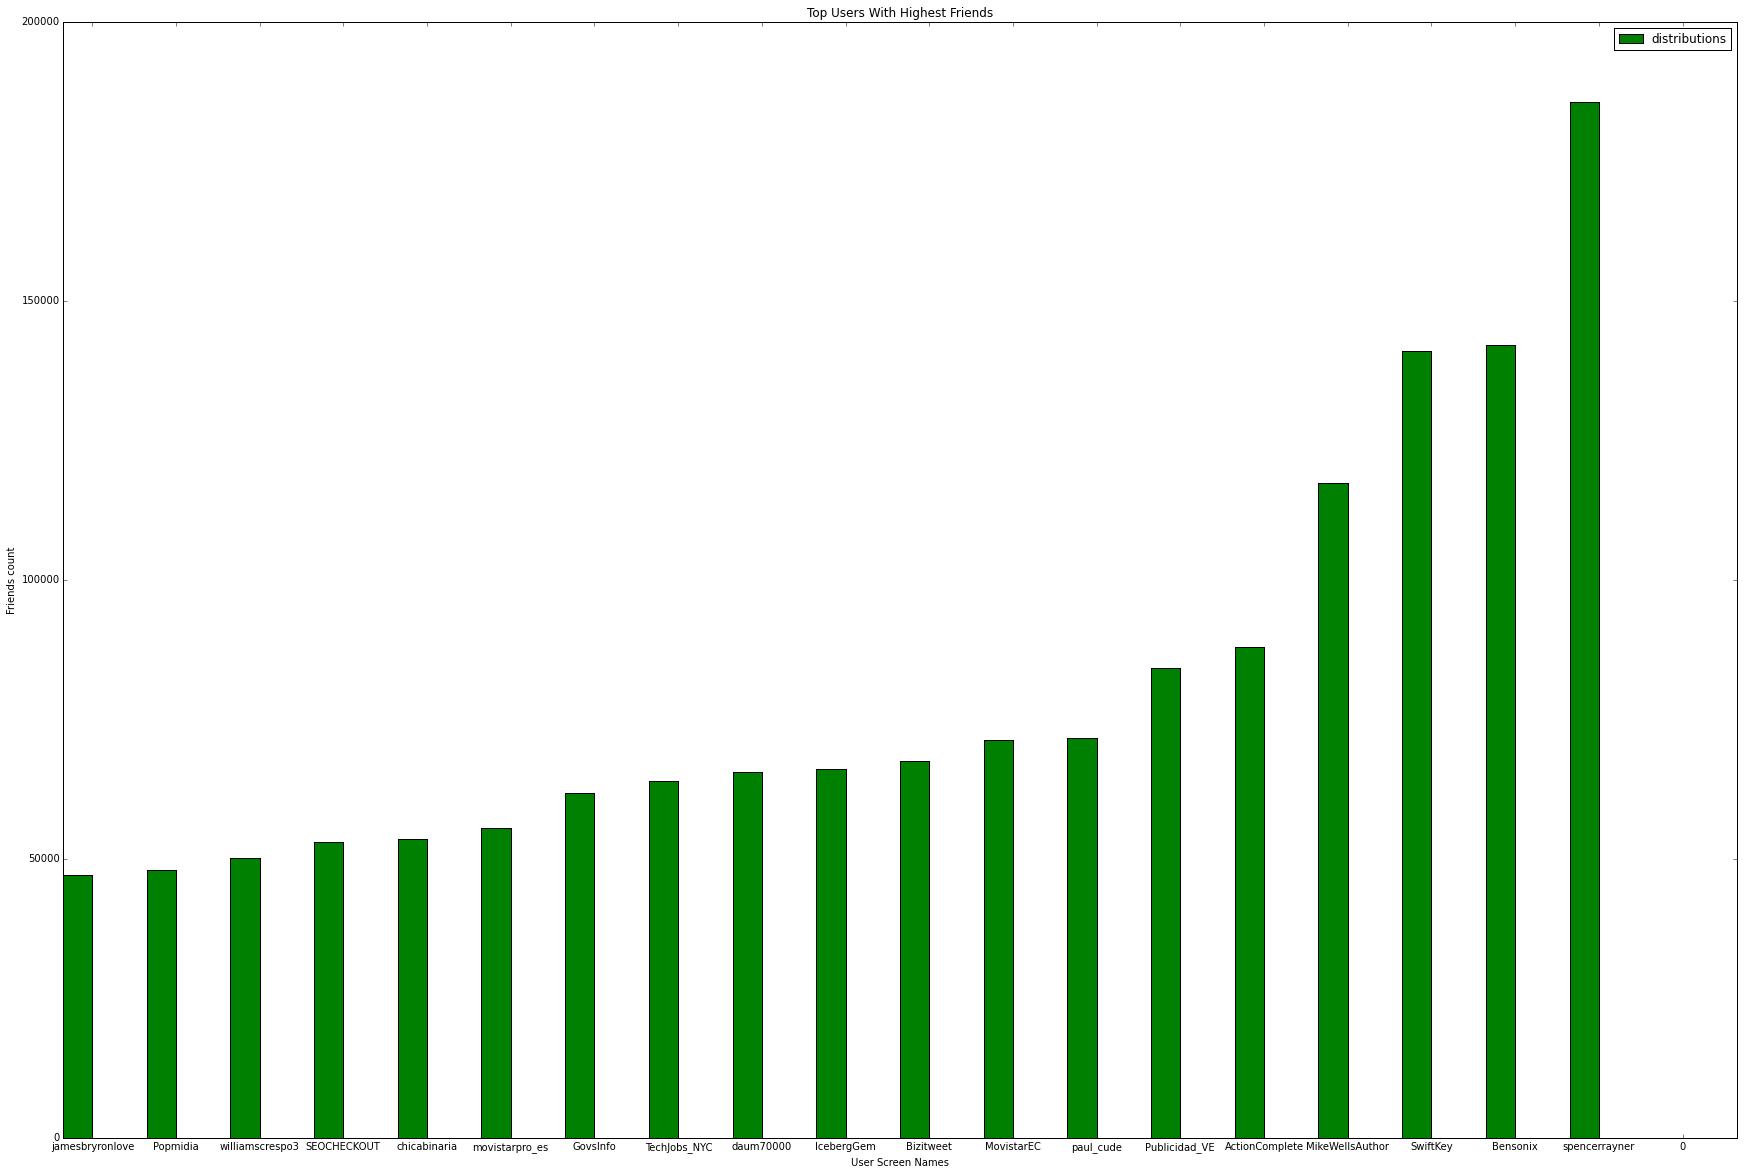 Top Users With Highest Friends
distributions
200000
150000
100000
50000
0
Friends count
jamesbryronlove Popmidia williamscrespo3 SEOCHECKOUT chicabinaria movistarpro_es GovsInfo TechJobs_NYC daum70000 IcebergGem Bizitweet MovistarEC paul_cude Publicidad_VE ActionComplete MikeWellsAuthor SwiftKey Bensonix spencerrayner 0
User Screen Names